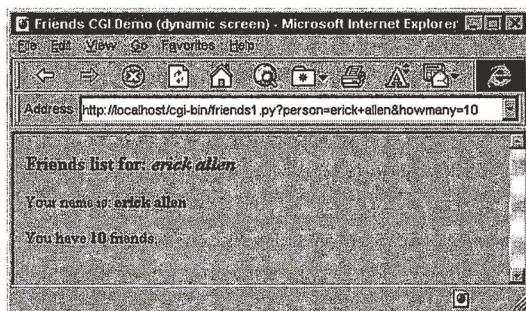 Friends CGI Demo (dynamic screen) - Microsoft Internet Explorer
File Edit View Go Favorites Help
Address http://localhost/cgi-bin/friends1.py?person=erick+allen&howmany=10
Friends list for: erick allen
Your name is: erick allen
You have 10 friends.